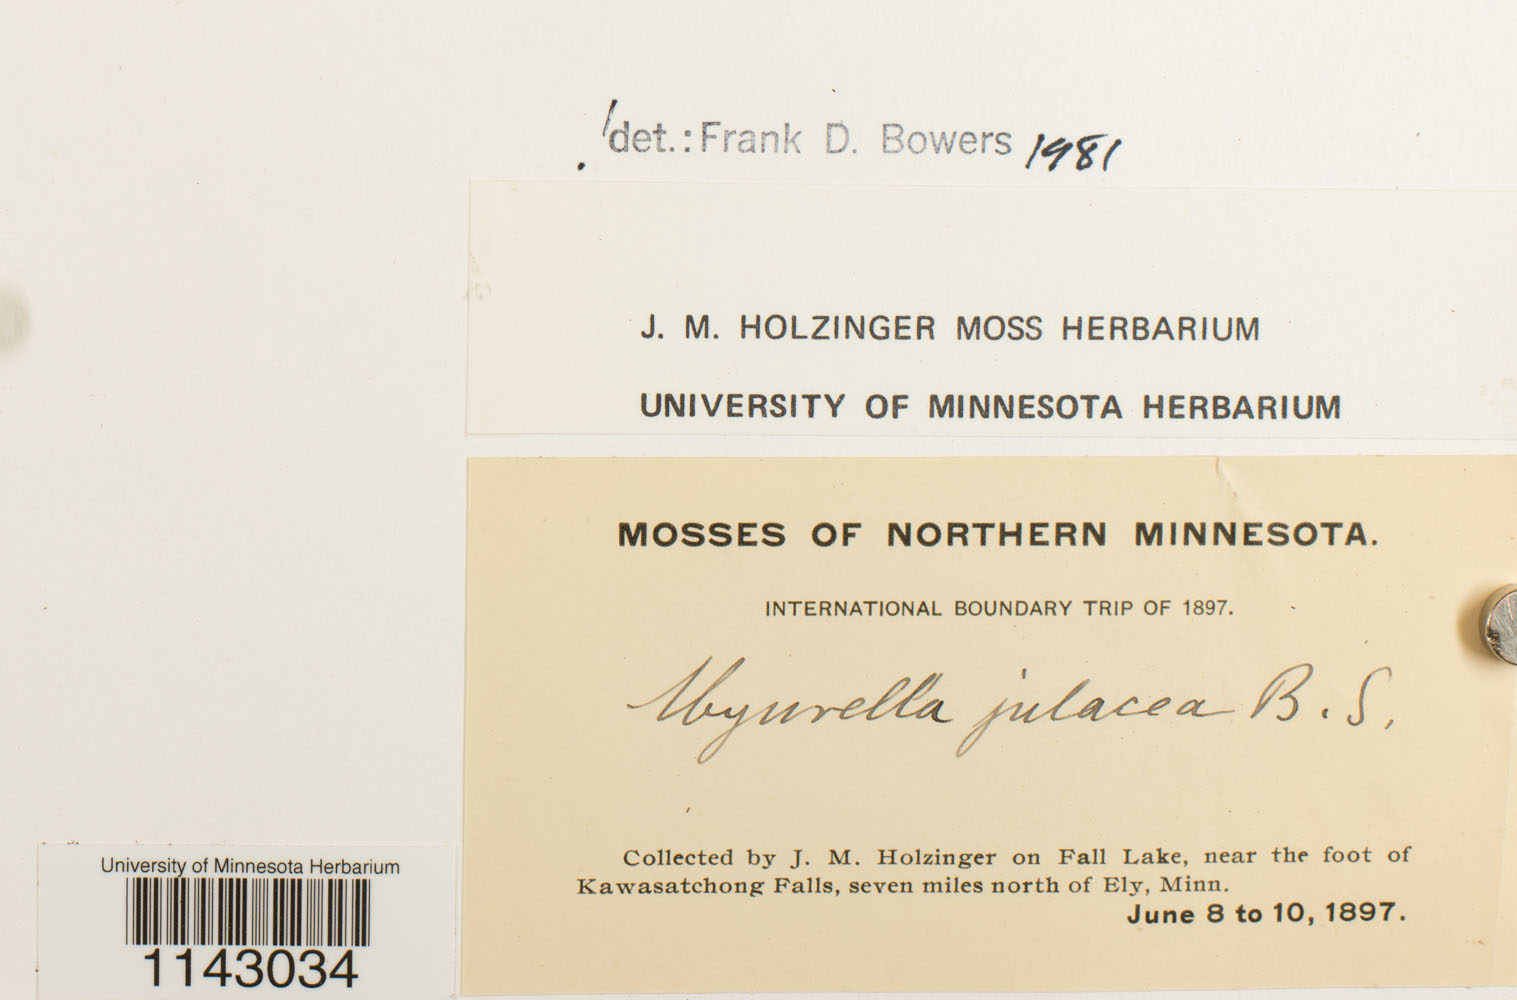 ! det.: Frank D. Bowers 1981
J. M. HOLZINGER MOSS HERBARIUM
UNIVERSITY OF MINNESOTA HERBARIUM
MOSSES OF NORTHERN MINNESOTA.
INTERNATIONAL BOUNDARY TRIP OF 1897.
Myurella julacea B. S.
Collected by J. M. Holzinger on Fall Lake, near the foot of
Kawasatchong Falls, seven miles north of Ely, Minn.
June 8 to 10, 1897.
University of Minnesota Herbarium
1143034